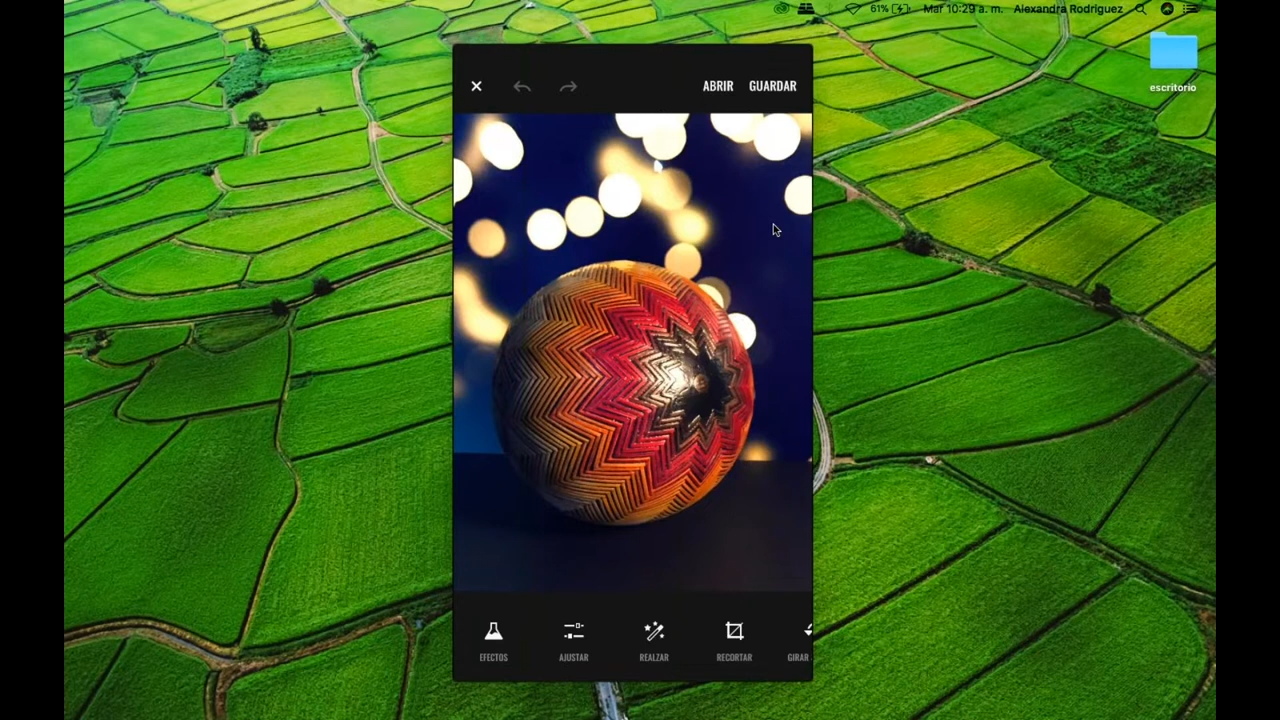 61% Mar 10:29 a. m. Alexandra Rodriguez
escritorio
ABRIR GUARDAR
EFECTOS AJUSTAR REALZAR RECORTAR GIRAR